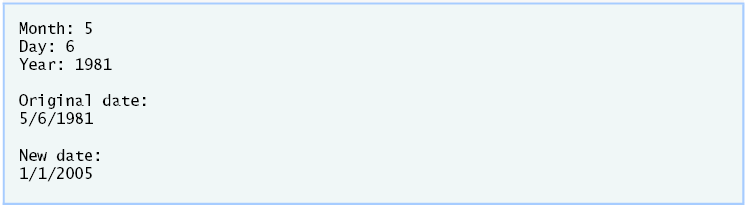 Month: 5
Day: 6
Year: 1981
Original date:
5/6/1981
New date:
1/1/2005